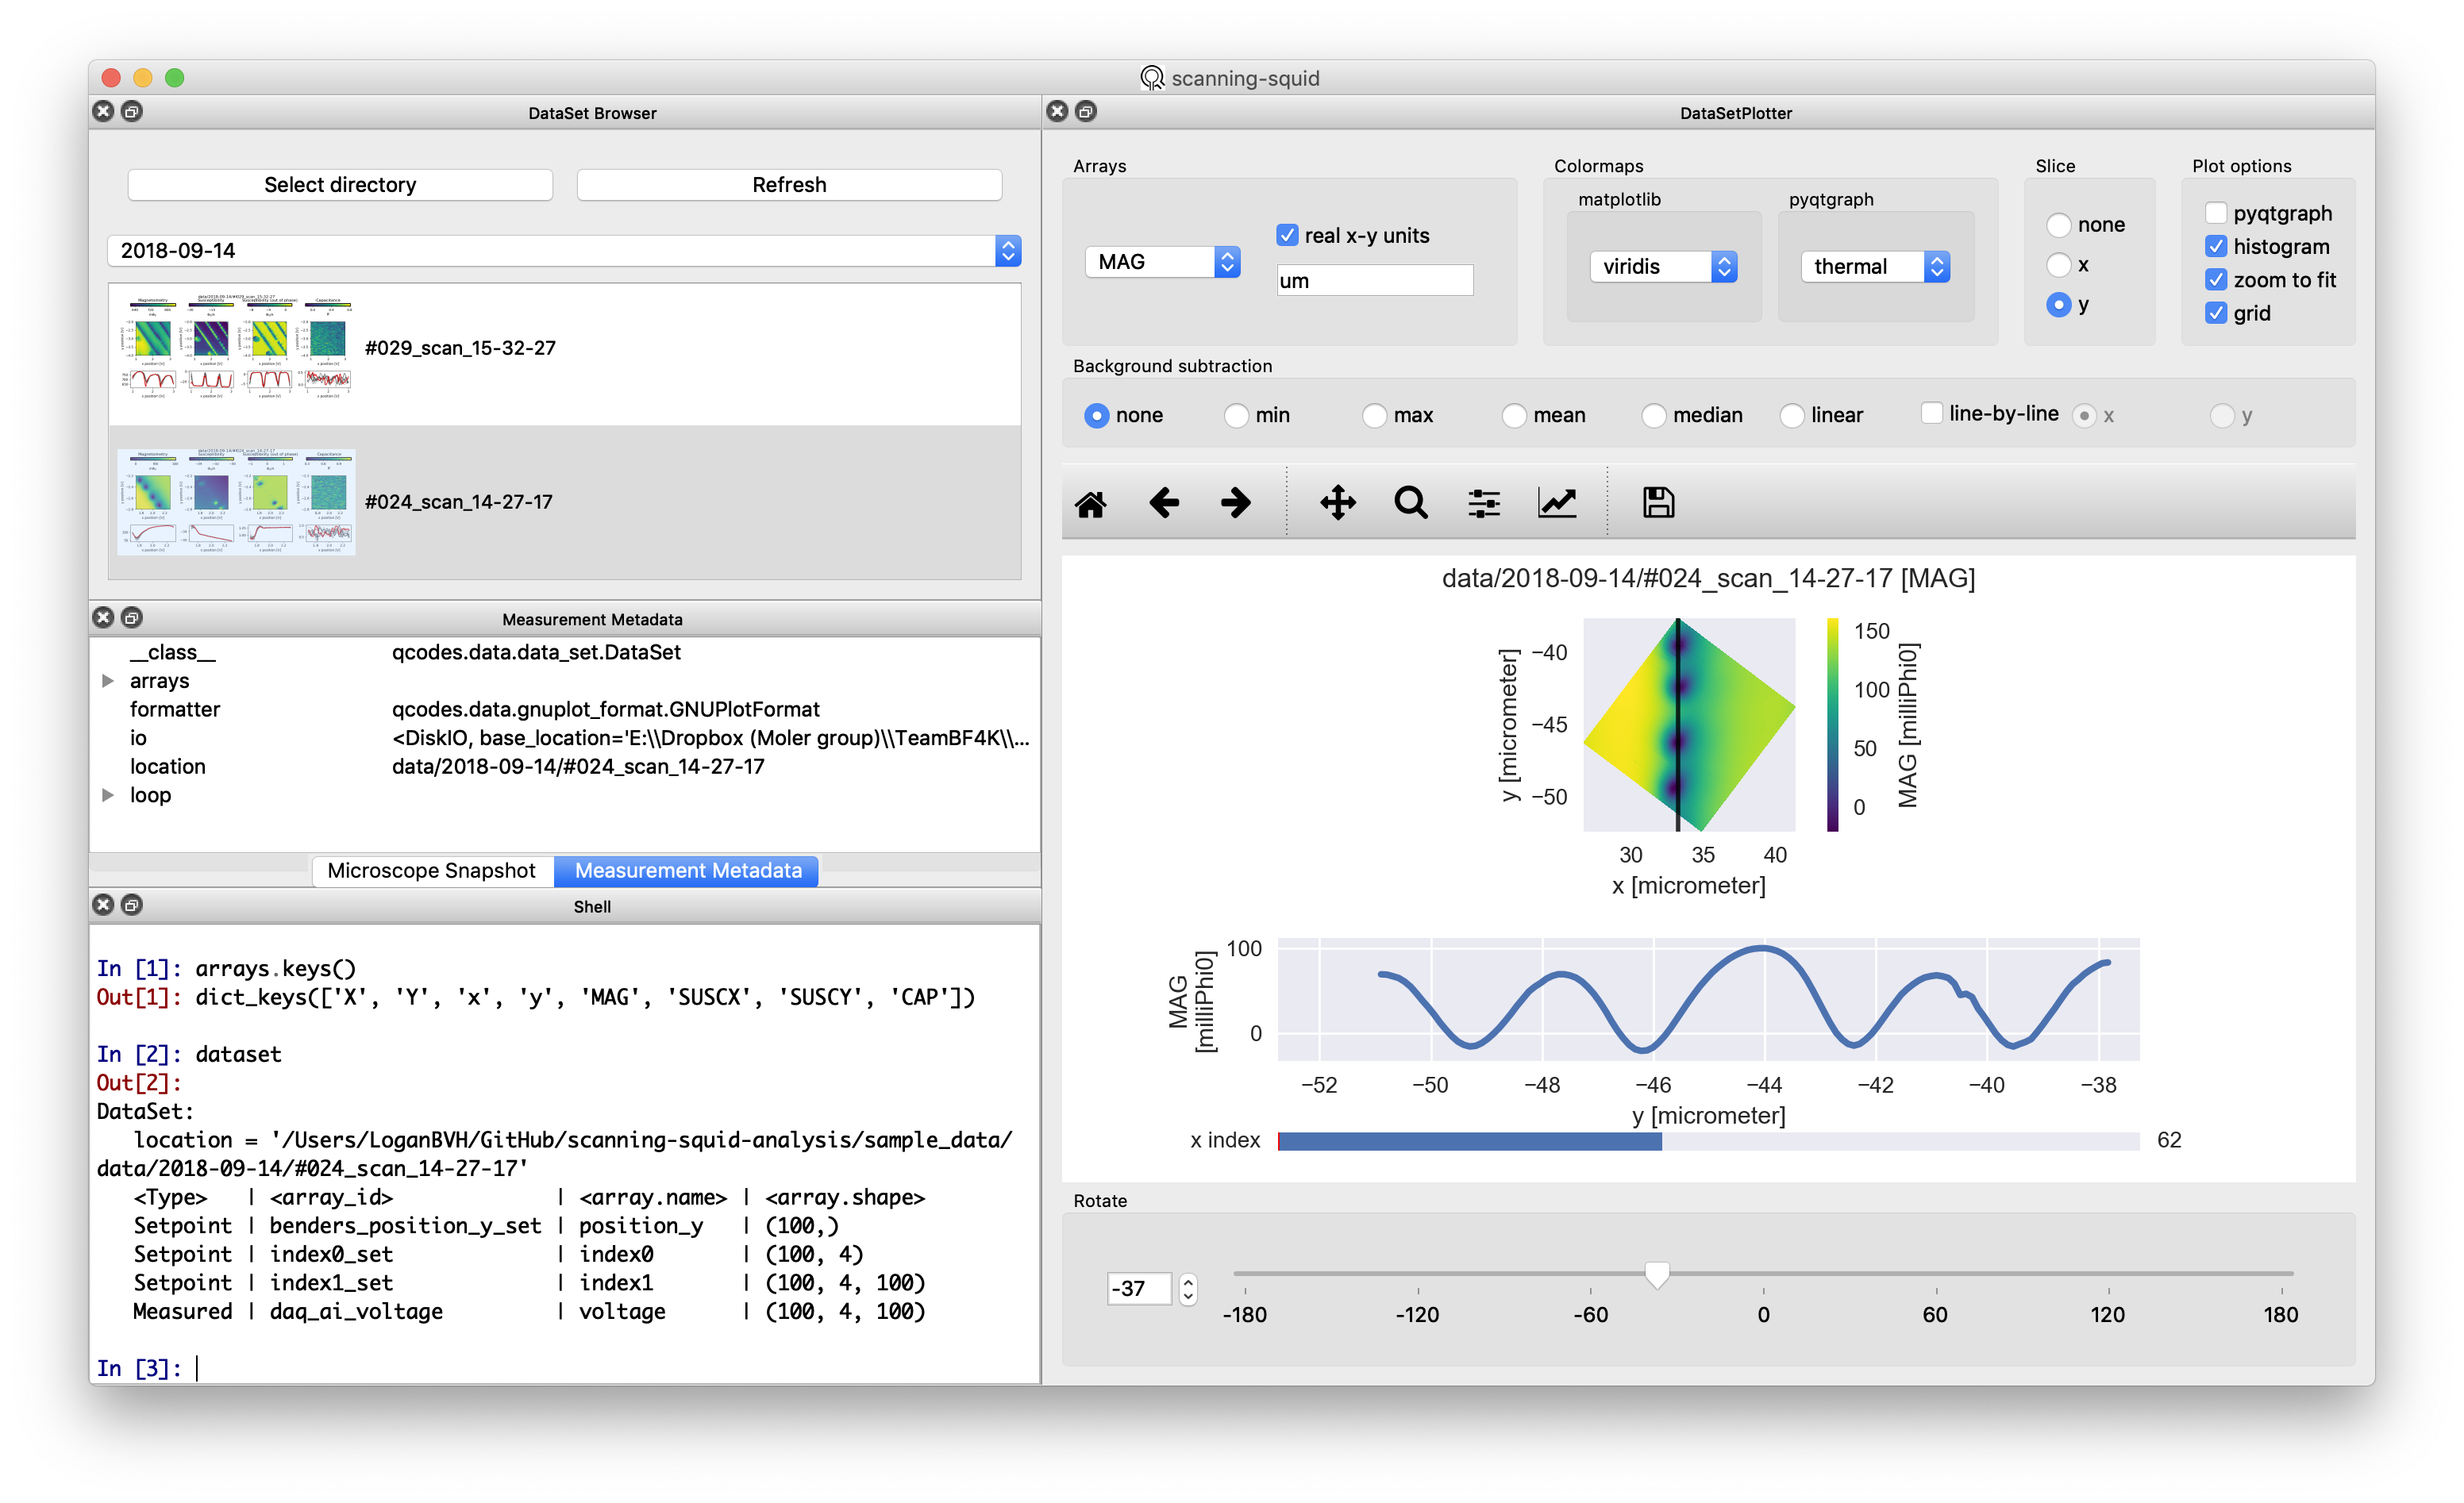 scanning-squid
DataSet Browser
Select directory
Refresh
2018-09-14
#029_scan_15-32-27
#024_scan_14-27-17
Measurement Metadata
__class__ qcodes.data.data_set.DataSet
arrays
formatter qcodes.data.gnuplot_format.GNUPlotFormat
io <DiskIO, base_location='E:\\Dropbox (Moler group)\\TeamBF4K\\...
location data/2018-09-14/#024_scan_14-27-17
loop
Microscope Snapshot
Measurement Metadata
Shell
In [1]: arrays.keys()
Out[1]: dict_keys(['X', 'Y', 'x', 'y', 'MAG', 'SUSCX', 'SUSCY', 'CAP'])
In [2]: dataset
Out[2]:
DataSet:
location = '/Users/LoganBVH/GitHub/scanning-squid-analysis/sample_data/
data/2018-09-14/#024_scan_14-27-17'
<Type> | <array_id> | <array.name> | <array.shape>
Setpoint | benders_position_y_set | position_y | (100,)
Setpoint | index0_set | index0 | (100, 4)
Setpoint | index1_set | index1 | (100, 4, 100)
Measured | daq_ai_voltage | voltage | (100, 4, 100)
In [3]:
DataSetPlotter
Arrays
MAG
real x-y units
um
Colormaps
matplotlib
viridis
pyqtgraph
thermal
Slice
none
x
y
Plot options
pyqtgraph
histogram
zoom to fit
grid
Background subtraction
none min max mean median linear line-by-line x y
data/2018-09-14/#024_scan_14-27-17 [MAG]
y [micrometer]
−40
−45
−50
30 35 40
x [micrometer]
150
100
50
0
MAG [milliPhi0]
MAG
[milliPhi0]
100
0
−52 −50 −48 −46 −44 −42 −40 −38
y [micrometer]
x index 62
Rotate
-37
-180 -120 -60 0 60 120 180